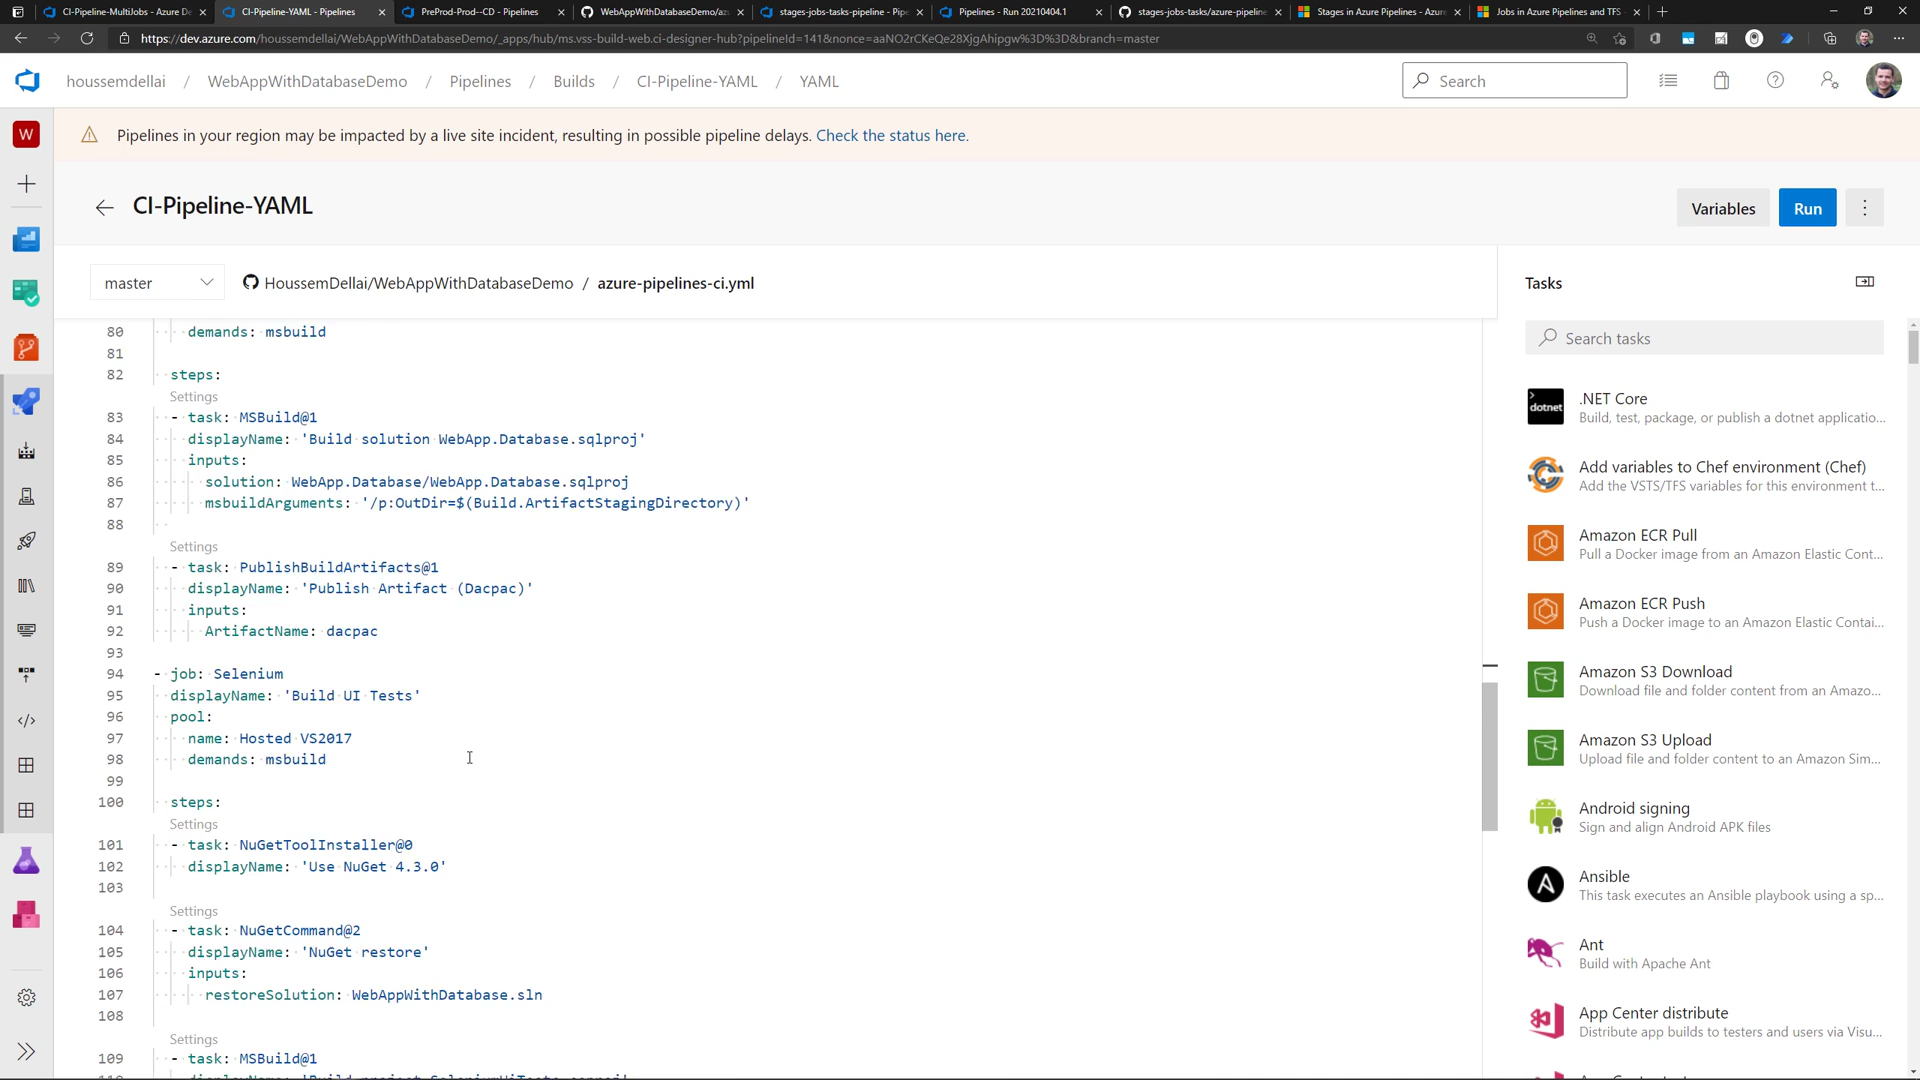 CI-Pipeline-MultiJobs - Azure De
CI-Pipeline-YAML - Pipelines
PreProd-Prod--CD - Pipelines
WebAppWithDatabaseDemo/az
stages-jobs-tasks-pipeline - Pipe
Pipelines - Run 20210404.1
stages-jobs-tasks/azure-pipeline
Stages in Azure Pipelines - Azur
Jobs in Azure Pipelines and TFS -
https://dev.azure.com/houssemdellai/WebAppWithDatabaseDemo/_apps/hub/ms.vss-build-web.ci-designer-hub?pipelineId=141&nonce=aaNO2rCKeQe28XjgAhipgw%3D%3D&branch=master
houssemdellai / WebAppWithDatabaseDemo / Pipelines / Builds / CI-Pipeline-YAML / YAML
Search
W
Pipelines in your region may be impacted by a live site incident, resulting in possible pipeline delays. Check the status here.
CI-Pipeline-YAML
Variables
Run
master
HoussemDellai/WebAppWithDatabaseDemo / azure-pipelines-ci.yml
80 demands: msbuild
81
82 steps:
Settings
83 - task: MSBuild@1
84 displayName: 'Build solution WebApp.Database.sqlproj'
85 inputs:
86 solution: WebApp.Database/WebApp.Database.sqlproj
87 msbuildArguments: '/p:OutDir=$(Build.ArtifactStagingDirectory)'
88
Settings
89 - task: PublishBuildArtifacts@1
90 displayName: 'Publish Artifact (Dacpac)'
91 inputs:
92 ArtifactName: dacpac
93
94 - job: Selenium
95 displayName: 'Build UI Tests'
96 pool:
97 name: Hosted VS2017
98 demands: msbuild
99
100 steps:
Settings
101 - task: NuGetToolInstaller@0
102 displayName: 'Use NuGet 4.3.0'
103
Settings
104 - task: NuGetCommand@2
105 displayName: 'NuGet restore'
106 inputs:
107 restoreSolution: WebAppWithDatabase.sln
108
Settings
109 - task: MSBuild@1
Tasks
Search tasks
dotnet
.NET Core
Build, test, package, or publish a dotnet applicatio...
Add variables to Chef environment (Chef)
Add the VSTS/TFS variables for this environment t...
Amazon ECR Pull
Pull a Docker image from an Amazon Elastic Cont...
Amazon ECR Push
Push a Docker image to an Amazon Elastic Contai...
Amazon S3 Download
Download file and folder content from an Amazo...
Amazon S3 Upload
Upload file and folder content to an Amazon Sim...
Android signing
Sign and align Android APK files
Ansible
This task executes an Ansible playbook using a sp...
Ant
Build with Apache Ant
App Center distribute
Distribute app builds to testers and users via Visu...